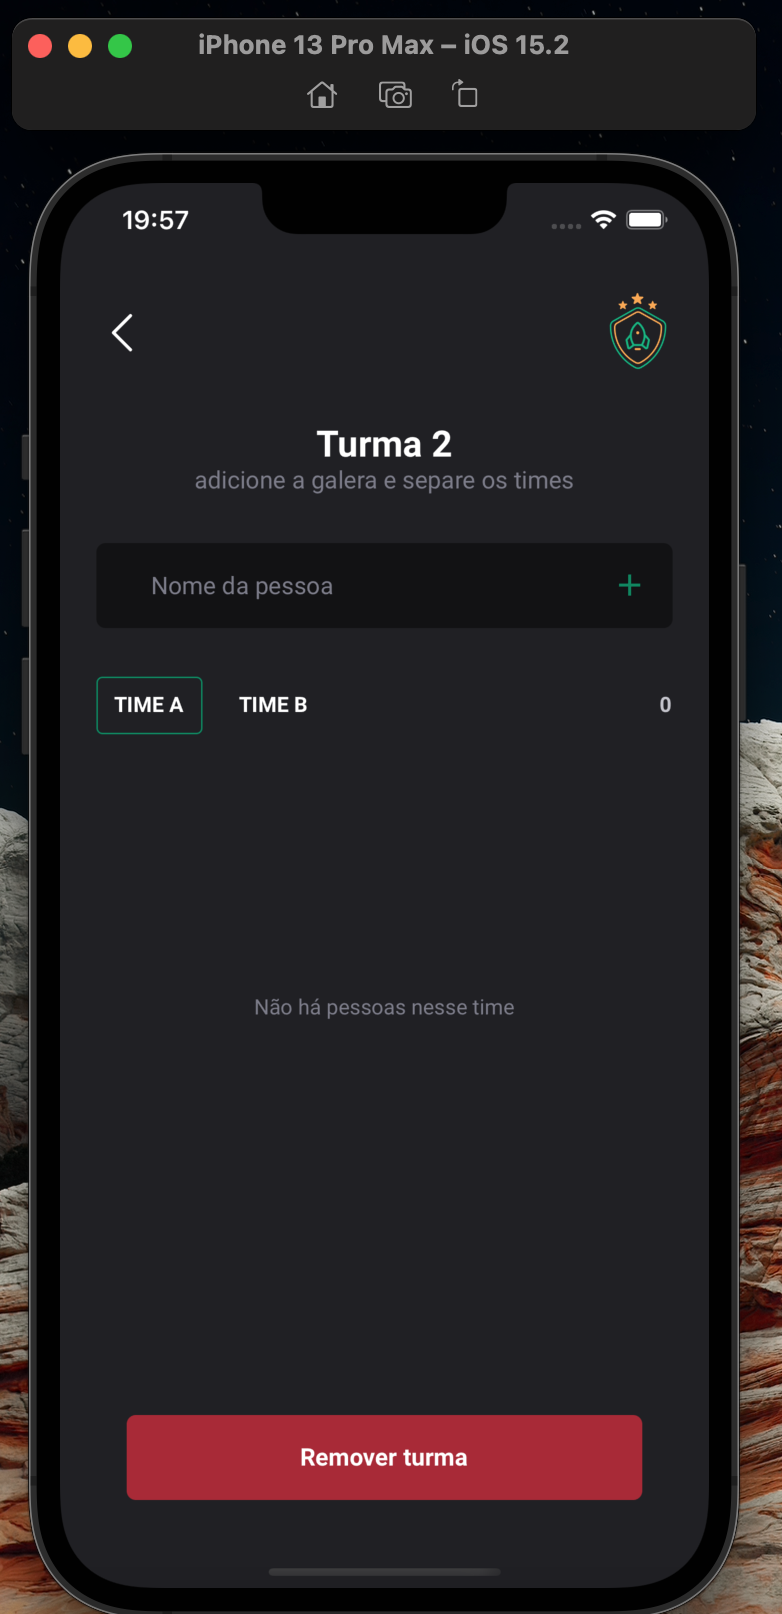 iPhone 13 Pro Max – iOS 15.2
19:57
Turma 2
adicione a galera e separe os times
Nome da pessoa +
TIME A TIME B 0
Não há pessoas nesse time
Remover turma